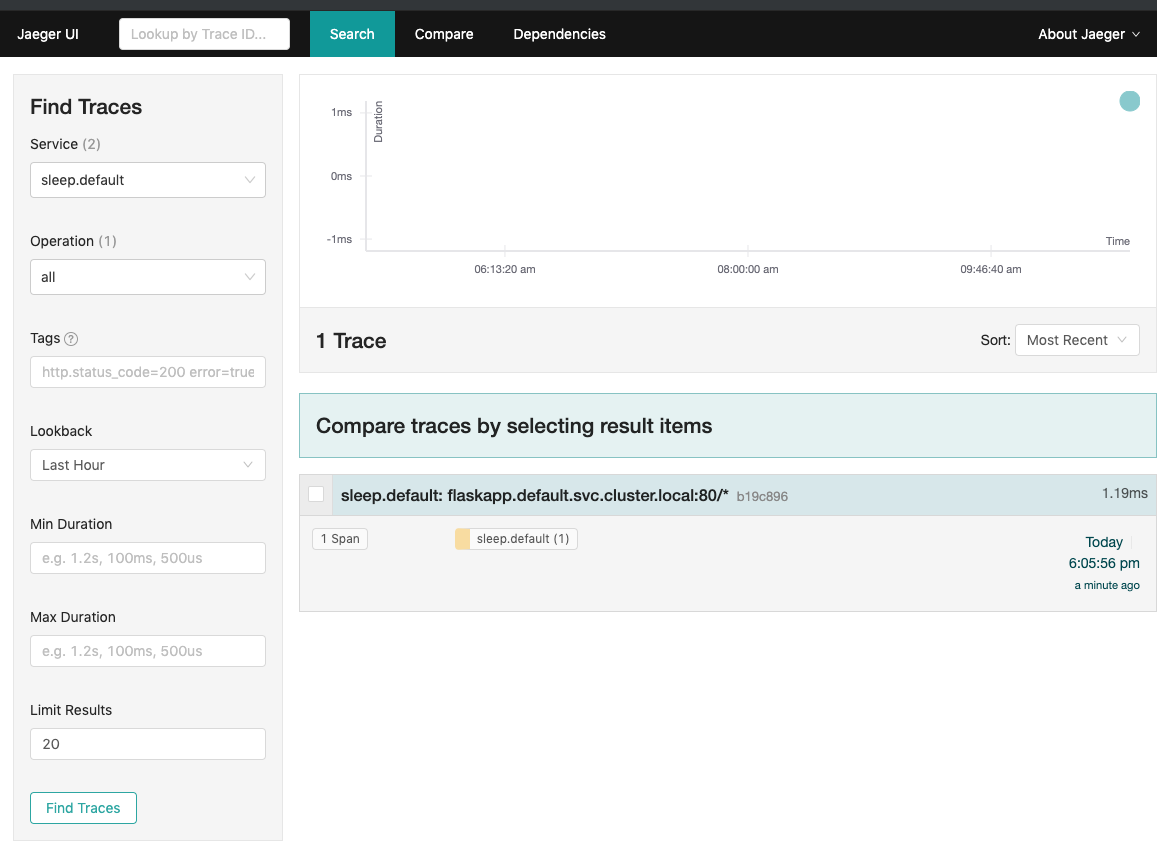 Jaeger UI
Lookup by Trace ID...
Search
Compare
Dependencies
About Jaeger
Find Traces
Service (2)
sleep.default
Operation (1)
all
Tags ?
http.status_code=200 error=true
Lookback
Last Hour
Min Duration
e.g. 1.2s, 100ms, 500us
Max Duration
e.g. 1.2s, 100ms, 500us
Limit Results
20
Find Traces
Duration
1ms
0ms
-1ms
Time
06:13:20 am
08:00:00 am
09:46:40 am
1 Trace
Sort: Most Recent
Compare traces by selecting result items
sleep.default: flaskapp.default.svc.cluster.local:80/* b19c896
1.19ms
1 Span
sleep.default (1)
Today
6:05:56 pm
a minute ago